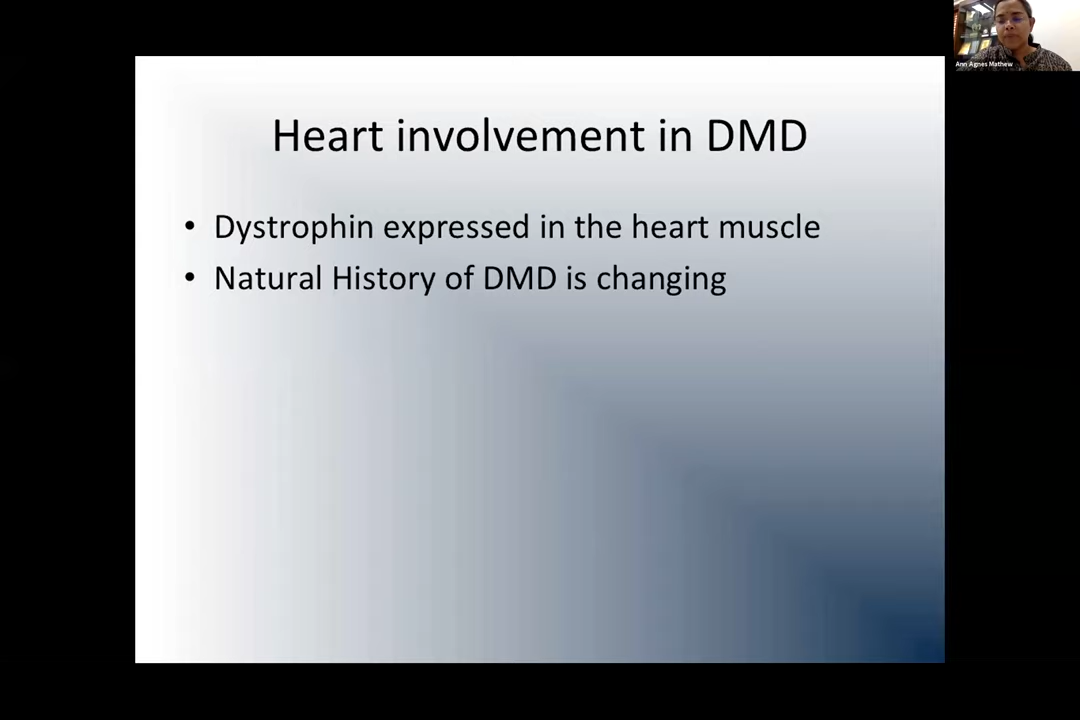 Ann Agnes Mathew
Heart involvement in DMD
• Dystrophin expressed in the heart muscle
• Natural History of DMD is changing